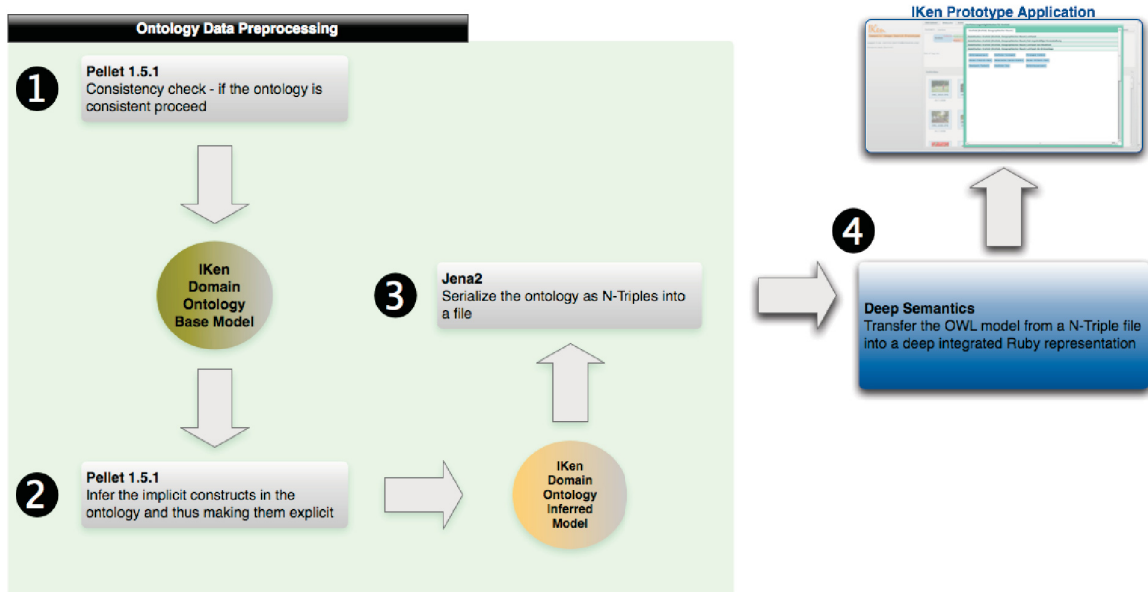 Ontology Data Preprocessing
IKen Prototype Application
1
Pellet 1.5.1
Consistency check - if the ontology is
consistent proceed
IKen
Domain
Ontology
Base Model
2
Pellet 1.5.1
Infer the implicit constructs in the
ontology and thus making them explicit
IKen
Domain
Ontology
Inferred
Model
3
Jena2
Serialize the ontology as N-Triples into
a file
4
Deep Semantics
Transfer the OWL model from a N-Triple file
into a deep integrated Ruby representation